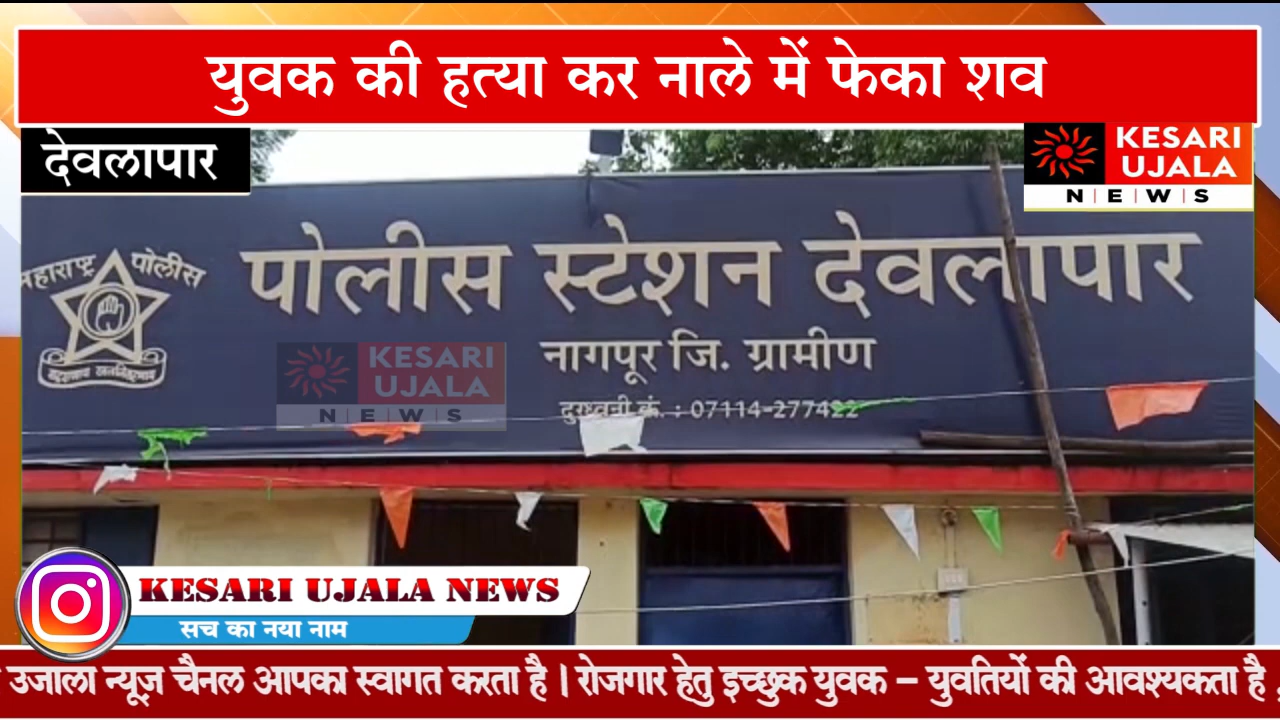 युवक की हत्या कर नाले में फेका शव
देवलापार
KESARI
UJALA
NEWS
महाराष्ट्र पोलीस
पोलीस स्टेशन देवलापार
नागपूर जि. ग्रामीण
दुरध्वनी क्रं. : 07114-277422
KESARI
UJALA
NEWS
KESARI UJALA NEWS
सच का नया नाम
उजाला न्यूज़ चैनल आपका स्वागत करता है । रोजगार हेतु इच्छुक युवक – युवतियों की आवश्यकता है